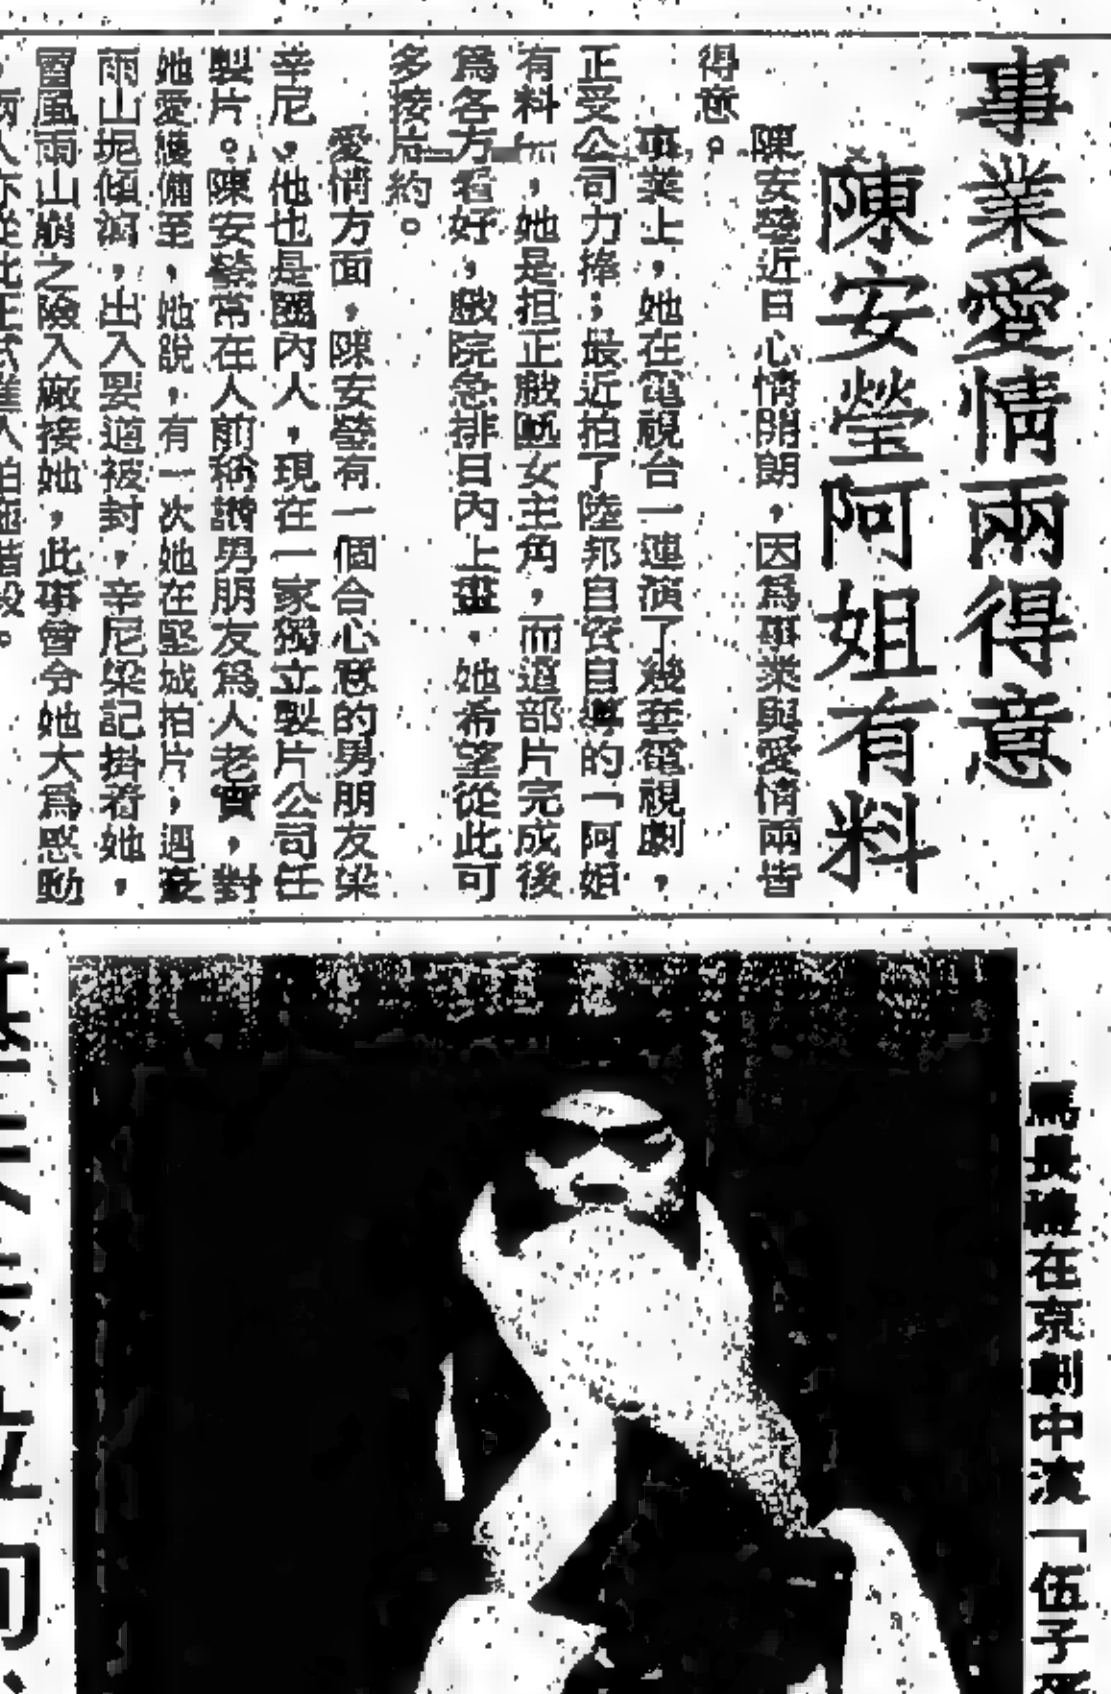 事業愛情兩得意
陳安瑩阿姐有料
陳安瑩近日心情開朗，因爲事業與愛情兩皆
得意。
事業上，她在電視台一連演了幾套電視劇，
正受公司力捧；最近拍了陸邦自資自導的「阿姐
有料」，她是担正戲匭女主角，而這部片完成後
爲各方看好，戲院急排日內上畫，她希望從此可
多接片約。
愛情方面，陳安瑩有一個合心意的男朋友梁
辛尼，他也是圈內人，現在一家獨立製片公司任
製片。陳安瑩常在人前稱讚男朋友爲人老實，對
她愛護備至，她說，有一次她在堅城拍片，遇豪
雨山坭傾瀉，出入要道被封，辛尼梁記掛着她，
冒風雨山崩之險入廠接她，此事曾令她大爲感動
，兩人亦從此正式
馬長禮在京劇中演「伍子